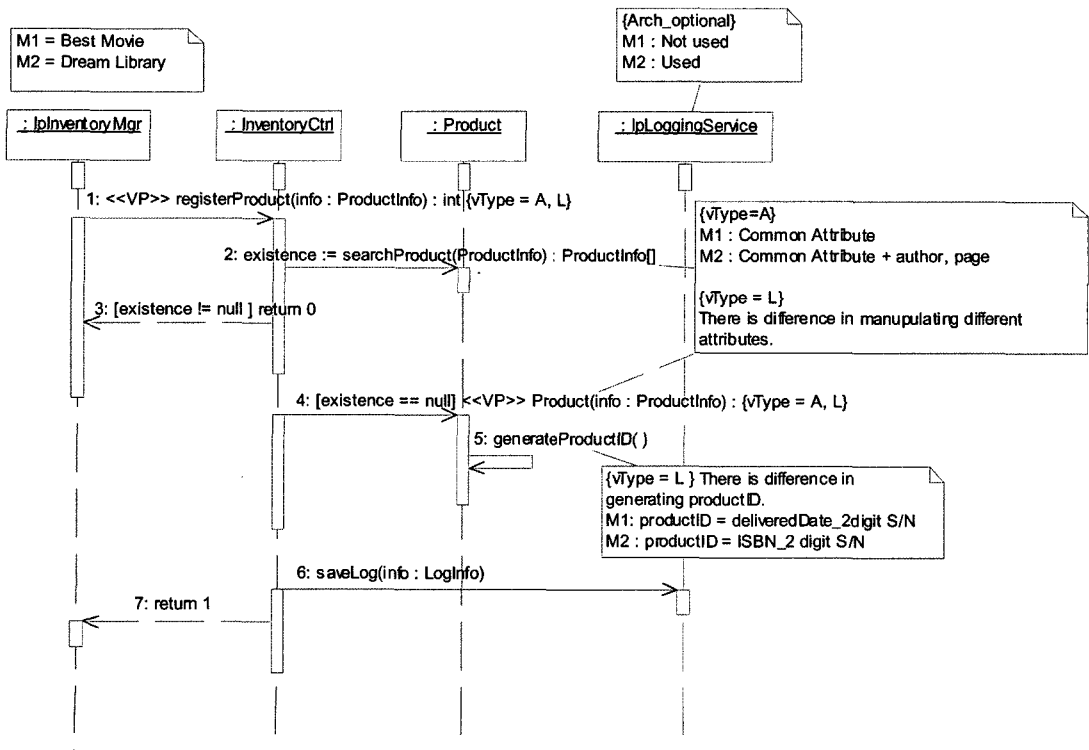 M1 = Best Movie
M2 = Dream Library
{Arch_optional}
M1 : Not used
M2 : Used
: IpInventoryMgr
: InventoryCtrl
: Product
: IpLoggingService
1: <<VP>> registerProduct(info : ProductInfo) : int {vType = A, L}
2: existence := searchProduct(ProductInfo) : ProductInfo[]
{vType=A}
M1 : Common Attribute
M2 : Common Attribute + author, page
{vType = L}
There is difference in manupulating different
attributes.
3: [existence != null ] return 0
4: [existence == null] <<VP>> Product(info : ProductInfo) : {vType = A, L}
5: generateProductID( )
{vType = L } There is difference in
generating productID.
M1: productID = deliveredDate_2digit S/N
M2 : productID = ISBN_2 digit S/N
6: saveLog(info : LogInfo)
7: return 1